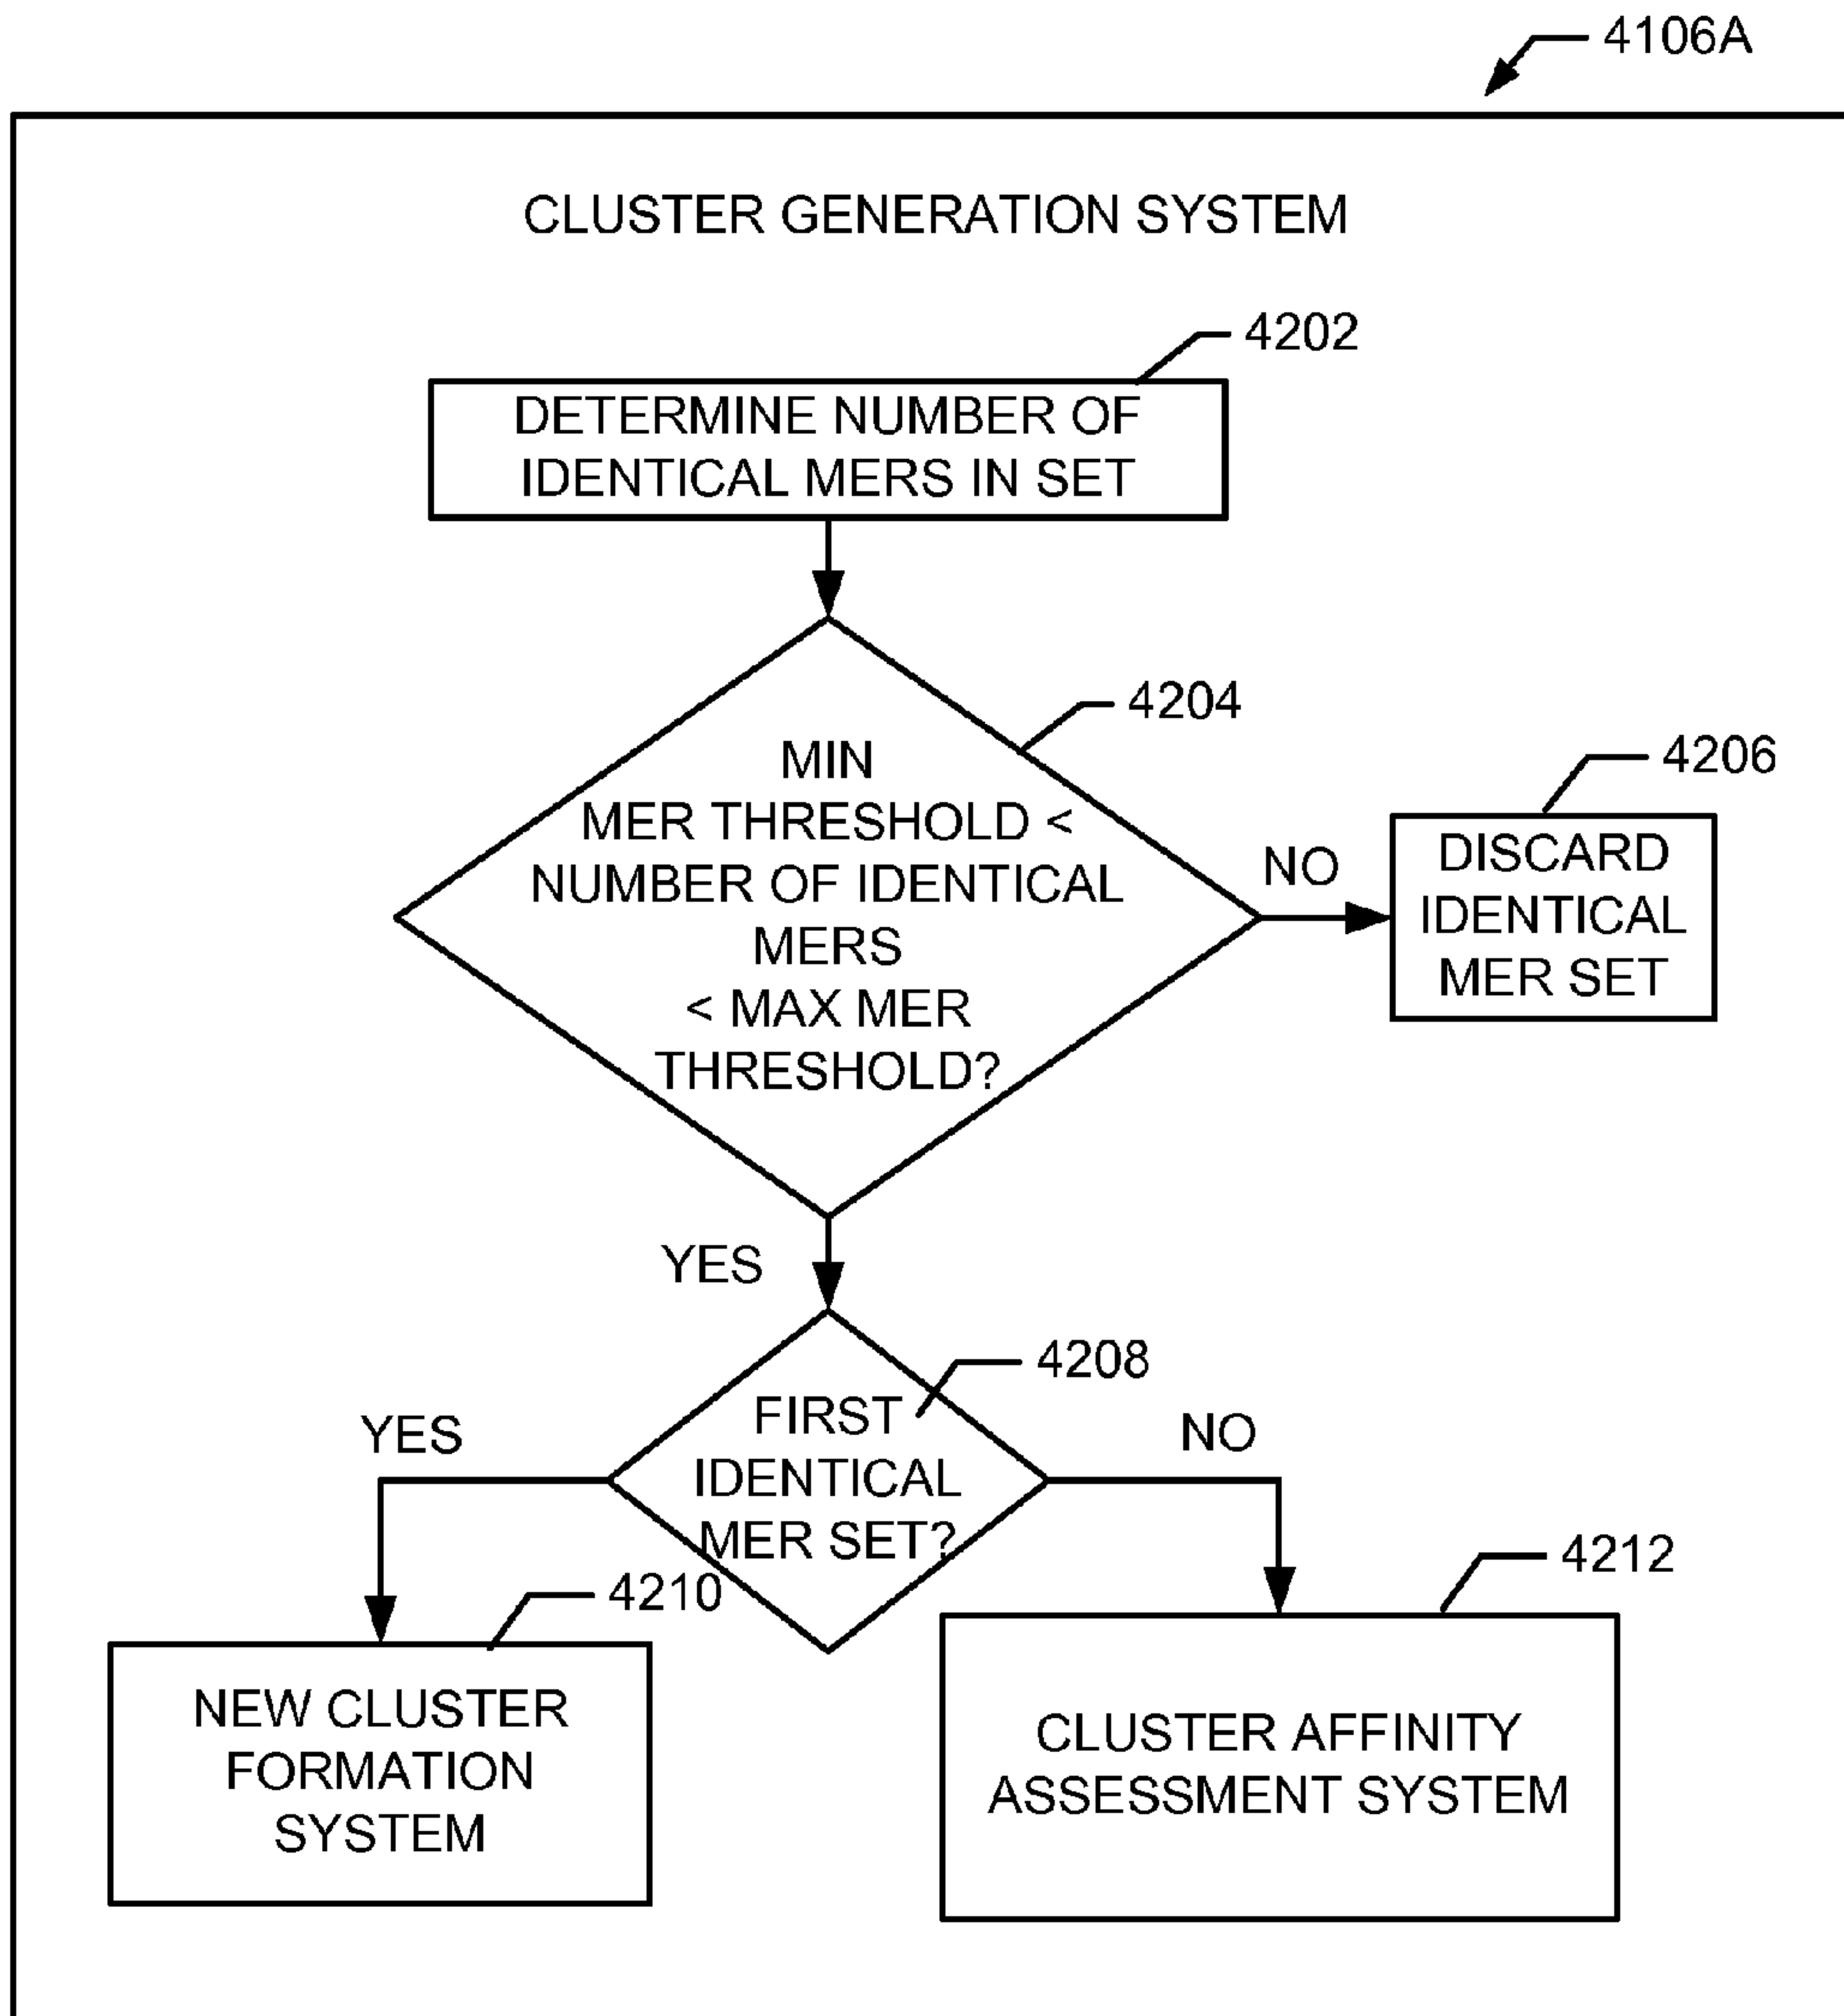 4106A
CLUSTER GENERATION SYSTEM
4202
DETERMINE NUMBER OF
IDENTICAL MERS IN SET
4204
MIN
MER THRESHOLD <
NUMBER OF IDENTICAL
MERS
< MAX MER
THRESHOLD?
NO
4206
DISCARD
IDENTICAL
MER SET
YES
4208
FIRST
IDENTICAL
MER SET?
YES
NO
4210
NEW CLUSTER
FORMATION
SYSTEM
4212
CLUSTER AFFINITY
ASSESSMENT SYSTEM